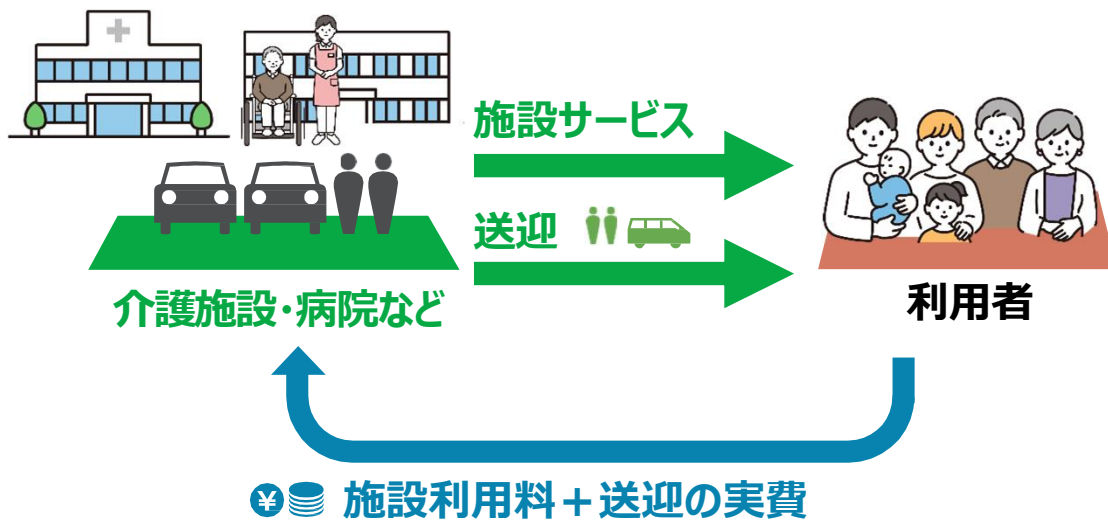 施設サービス
送迎
介護施設・病院など
利用者
¥ 施設利用料＋送迎の実費